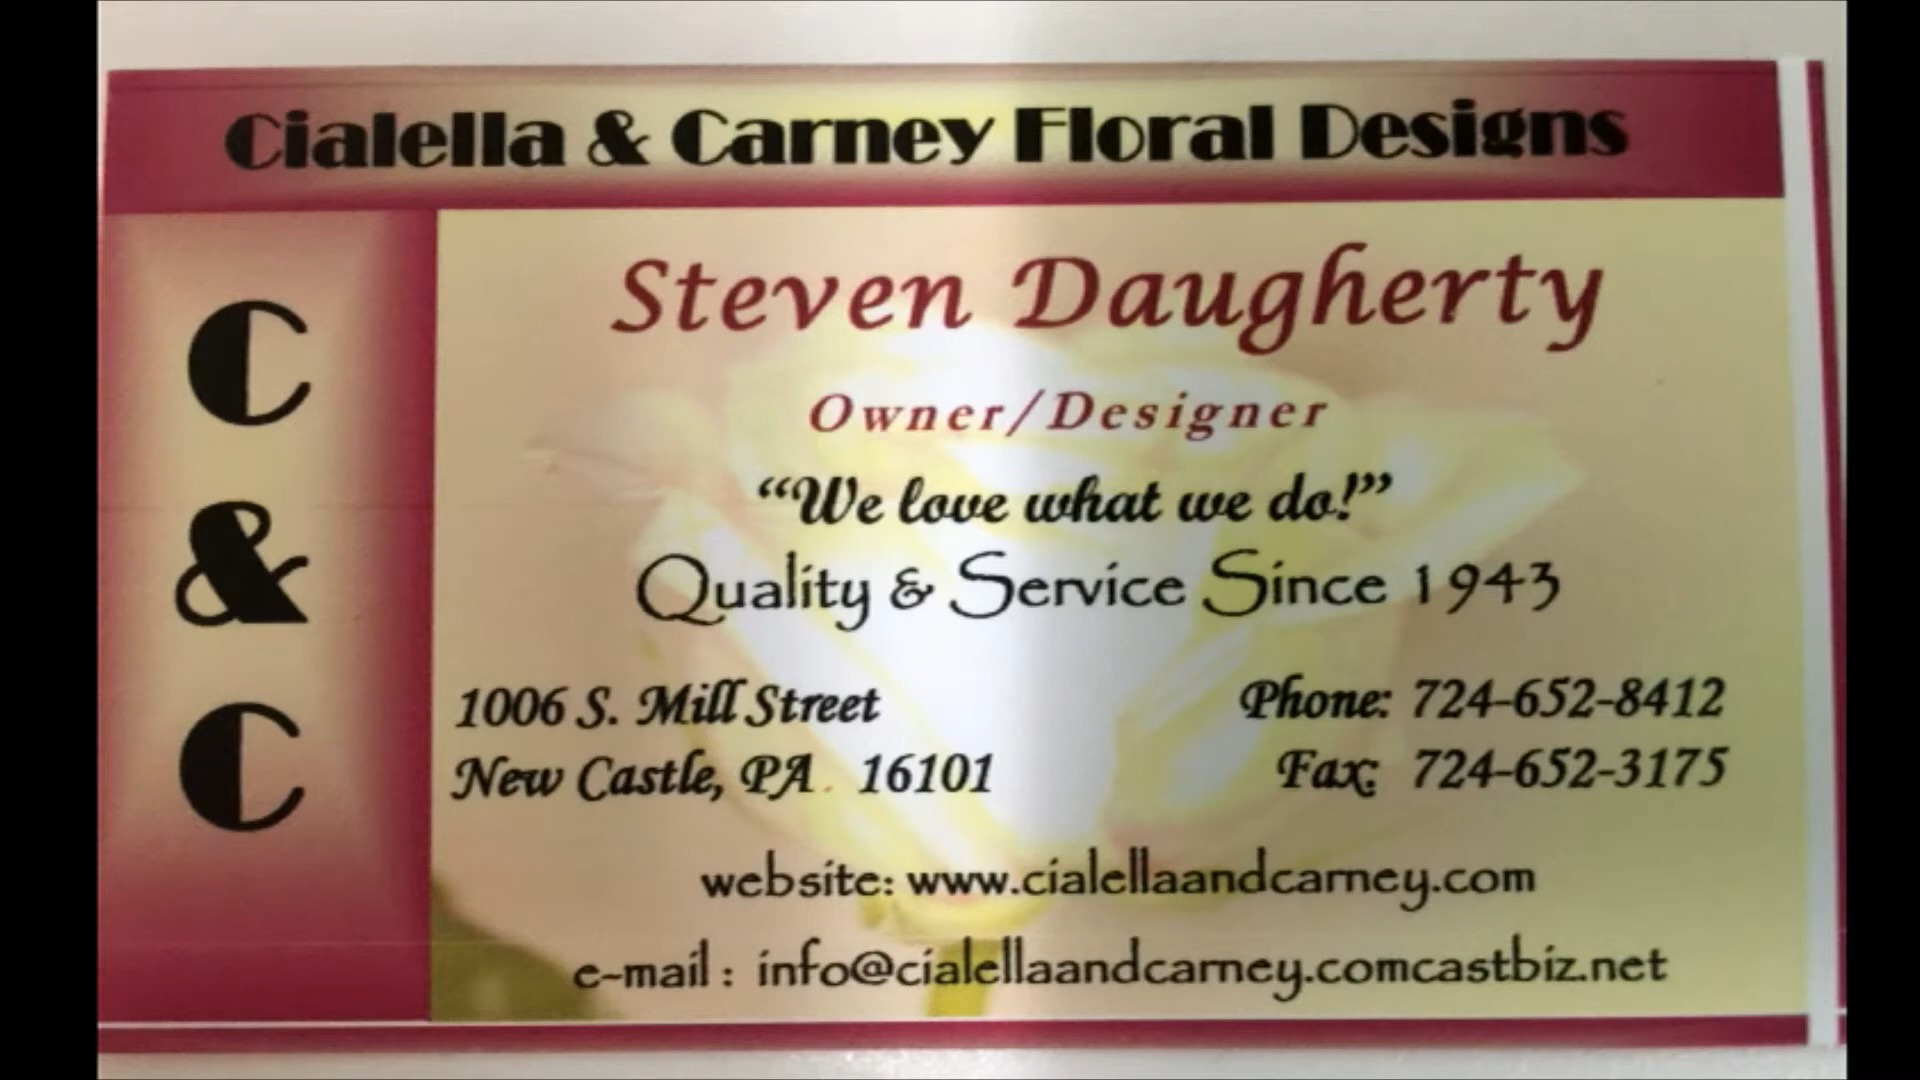 Cialella & Carney Floral Designs
C
&
C
Steven Daugherty
Owner/Designer
“We love what we do!”
Quality & Service Since 1943
1006 S. Mill Street
New Castle, PA 16101
Phone: 724-652-8412
Fax: 724-652-3175
website: www.cialellaandcarney.com
e-mail : info@cialellaandcarney.comcastbiz.net